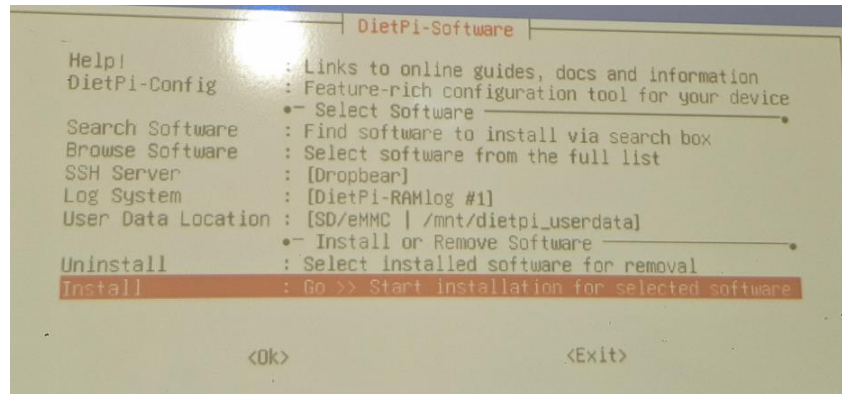 DietPi-Software
Help! : Links to online guides, docs and information
DietPi-Config : Feature-rich configuration tool for your device
●─ Select Software ─●
Search Software : Find software to install via search box
Browse Software : Select software from the full list
SSH Server : [Dropbear]
Log System : [DietPi-RAMlog #1]
User Data Location : [SD/eMMC | /mnt/dietpi_userdata]
●─ Install or Remove Software ─●
Uninstall : Select installed software for removal
Install : Go >> Start installation for selected software
<Ok> <Exit>